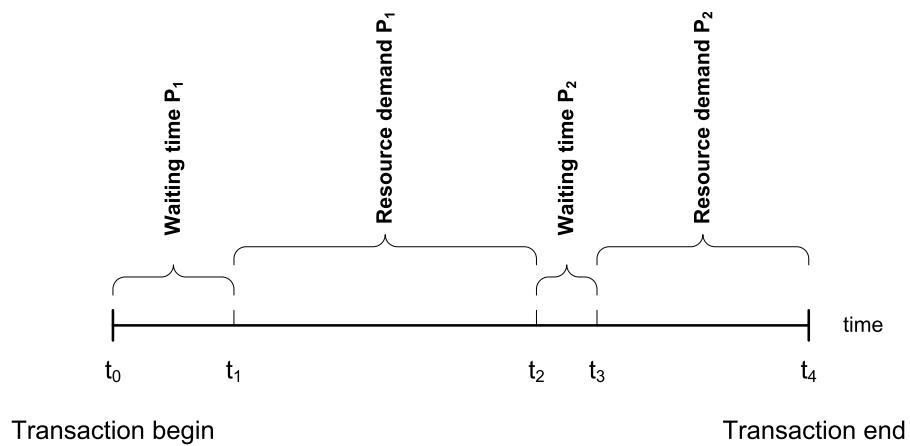 Waiting time P₁
Resource demand P₁
Waiting time P₂
Resource demand P₂
time
t₀
t₁
t₂
t₃
t₄
Transaction begin
Transaction end